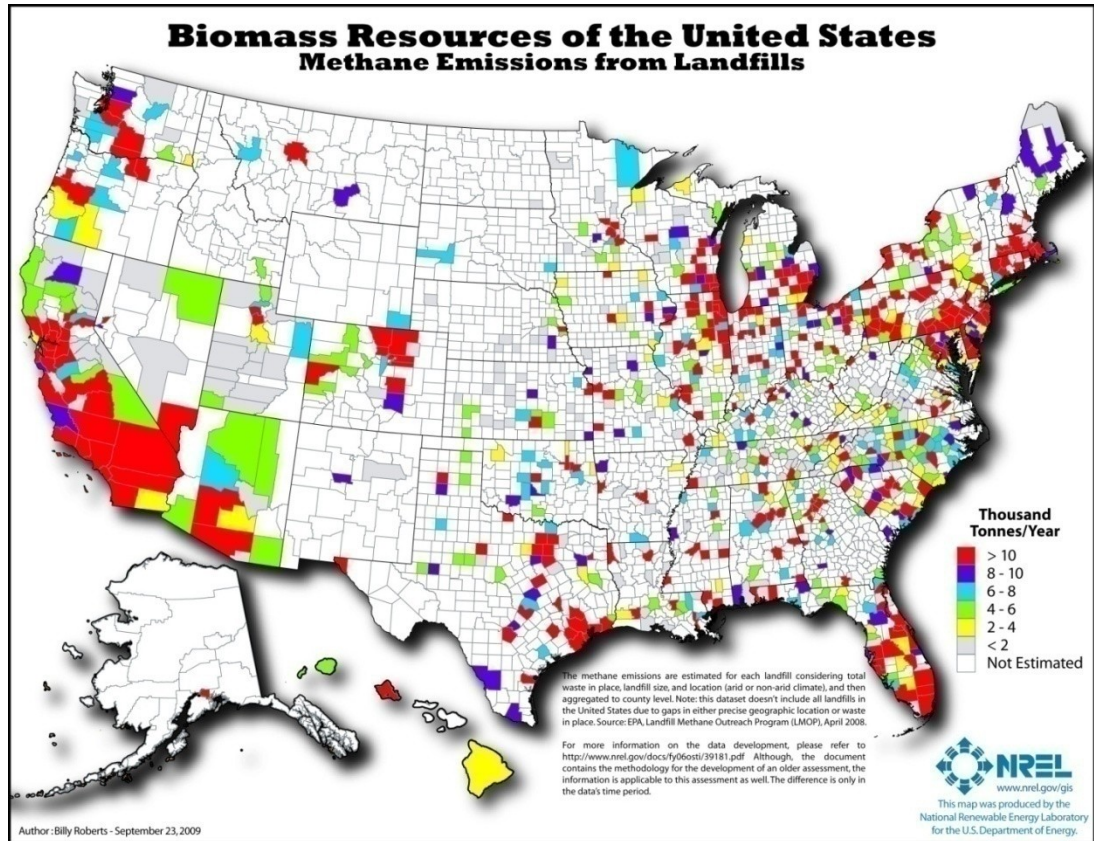 Biomass Resources of the United States
Methane Emissions from Landfills
Thousand
Tonnes/Year
> 10
8 - 10
6 - 8
4 - 6
2 - 4
< 2
Not Estimated
The methane emissions are estimated for each landfill considering total
waste in place, landfill size, and location (arid or non-arid climate), and then
aggregated to county level. Note: this dataset doesn't include all landfills in
the United States due to gaps in either precise geographic location or waste
in place. Source: EPA, Landfill Methane Outreach Program (LMOP), April 2008.
For more information on the data development, please refer to
http://www.nrel.gov/docs/fy06osti/39181.pdf Although, the document
contains the methodology for the development of an older assessment, the
information is applicable to this assessment as well. The difference is only in
the data's time period.
NREL
www.nrel.gov/gis
This map was produced by the
National Renewable Energy Laboratory
for the U.S. Department of Energy.
Author : Billy Roberts - September 23, 2009